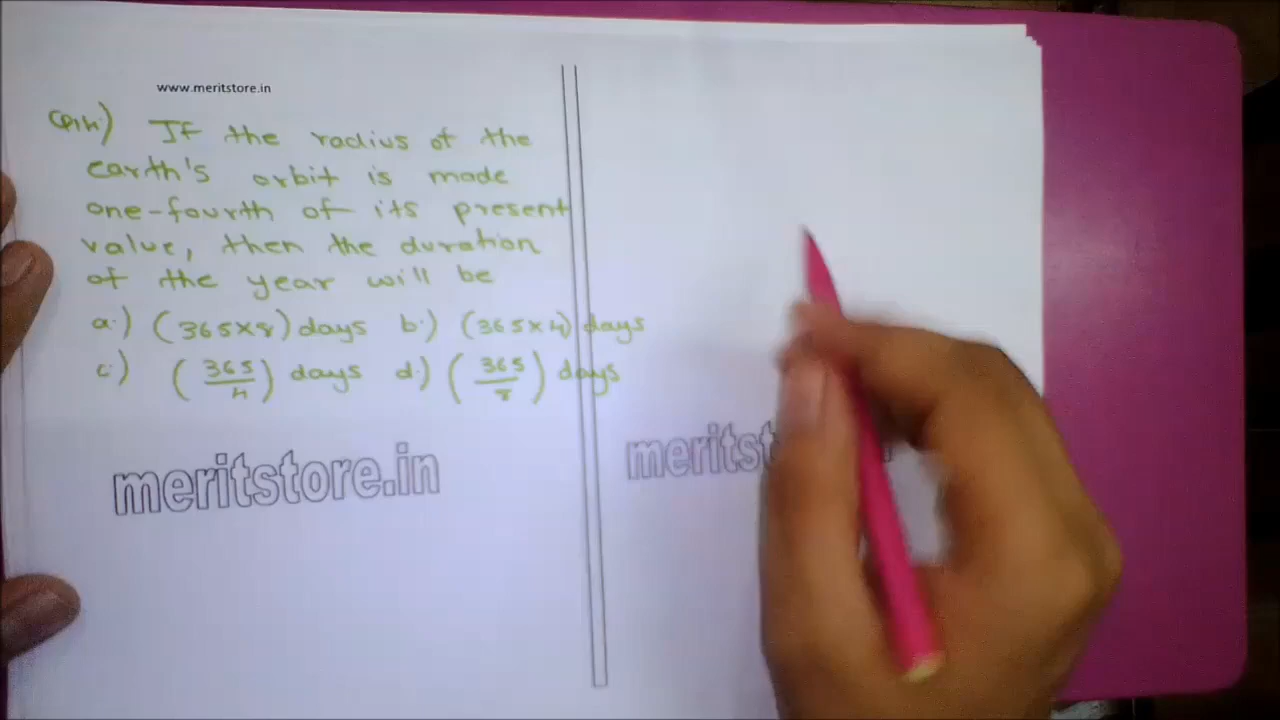 www.meritstore.in
If the radius of the
earth's orbit is made
one-fourth of its present
value, then the duration
of the year will be
a.) (365×8) days b.) (365×4) days
c.) (365/4) days d.) (365/8) days
meritstore.in
meritst